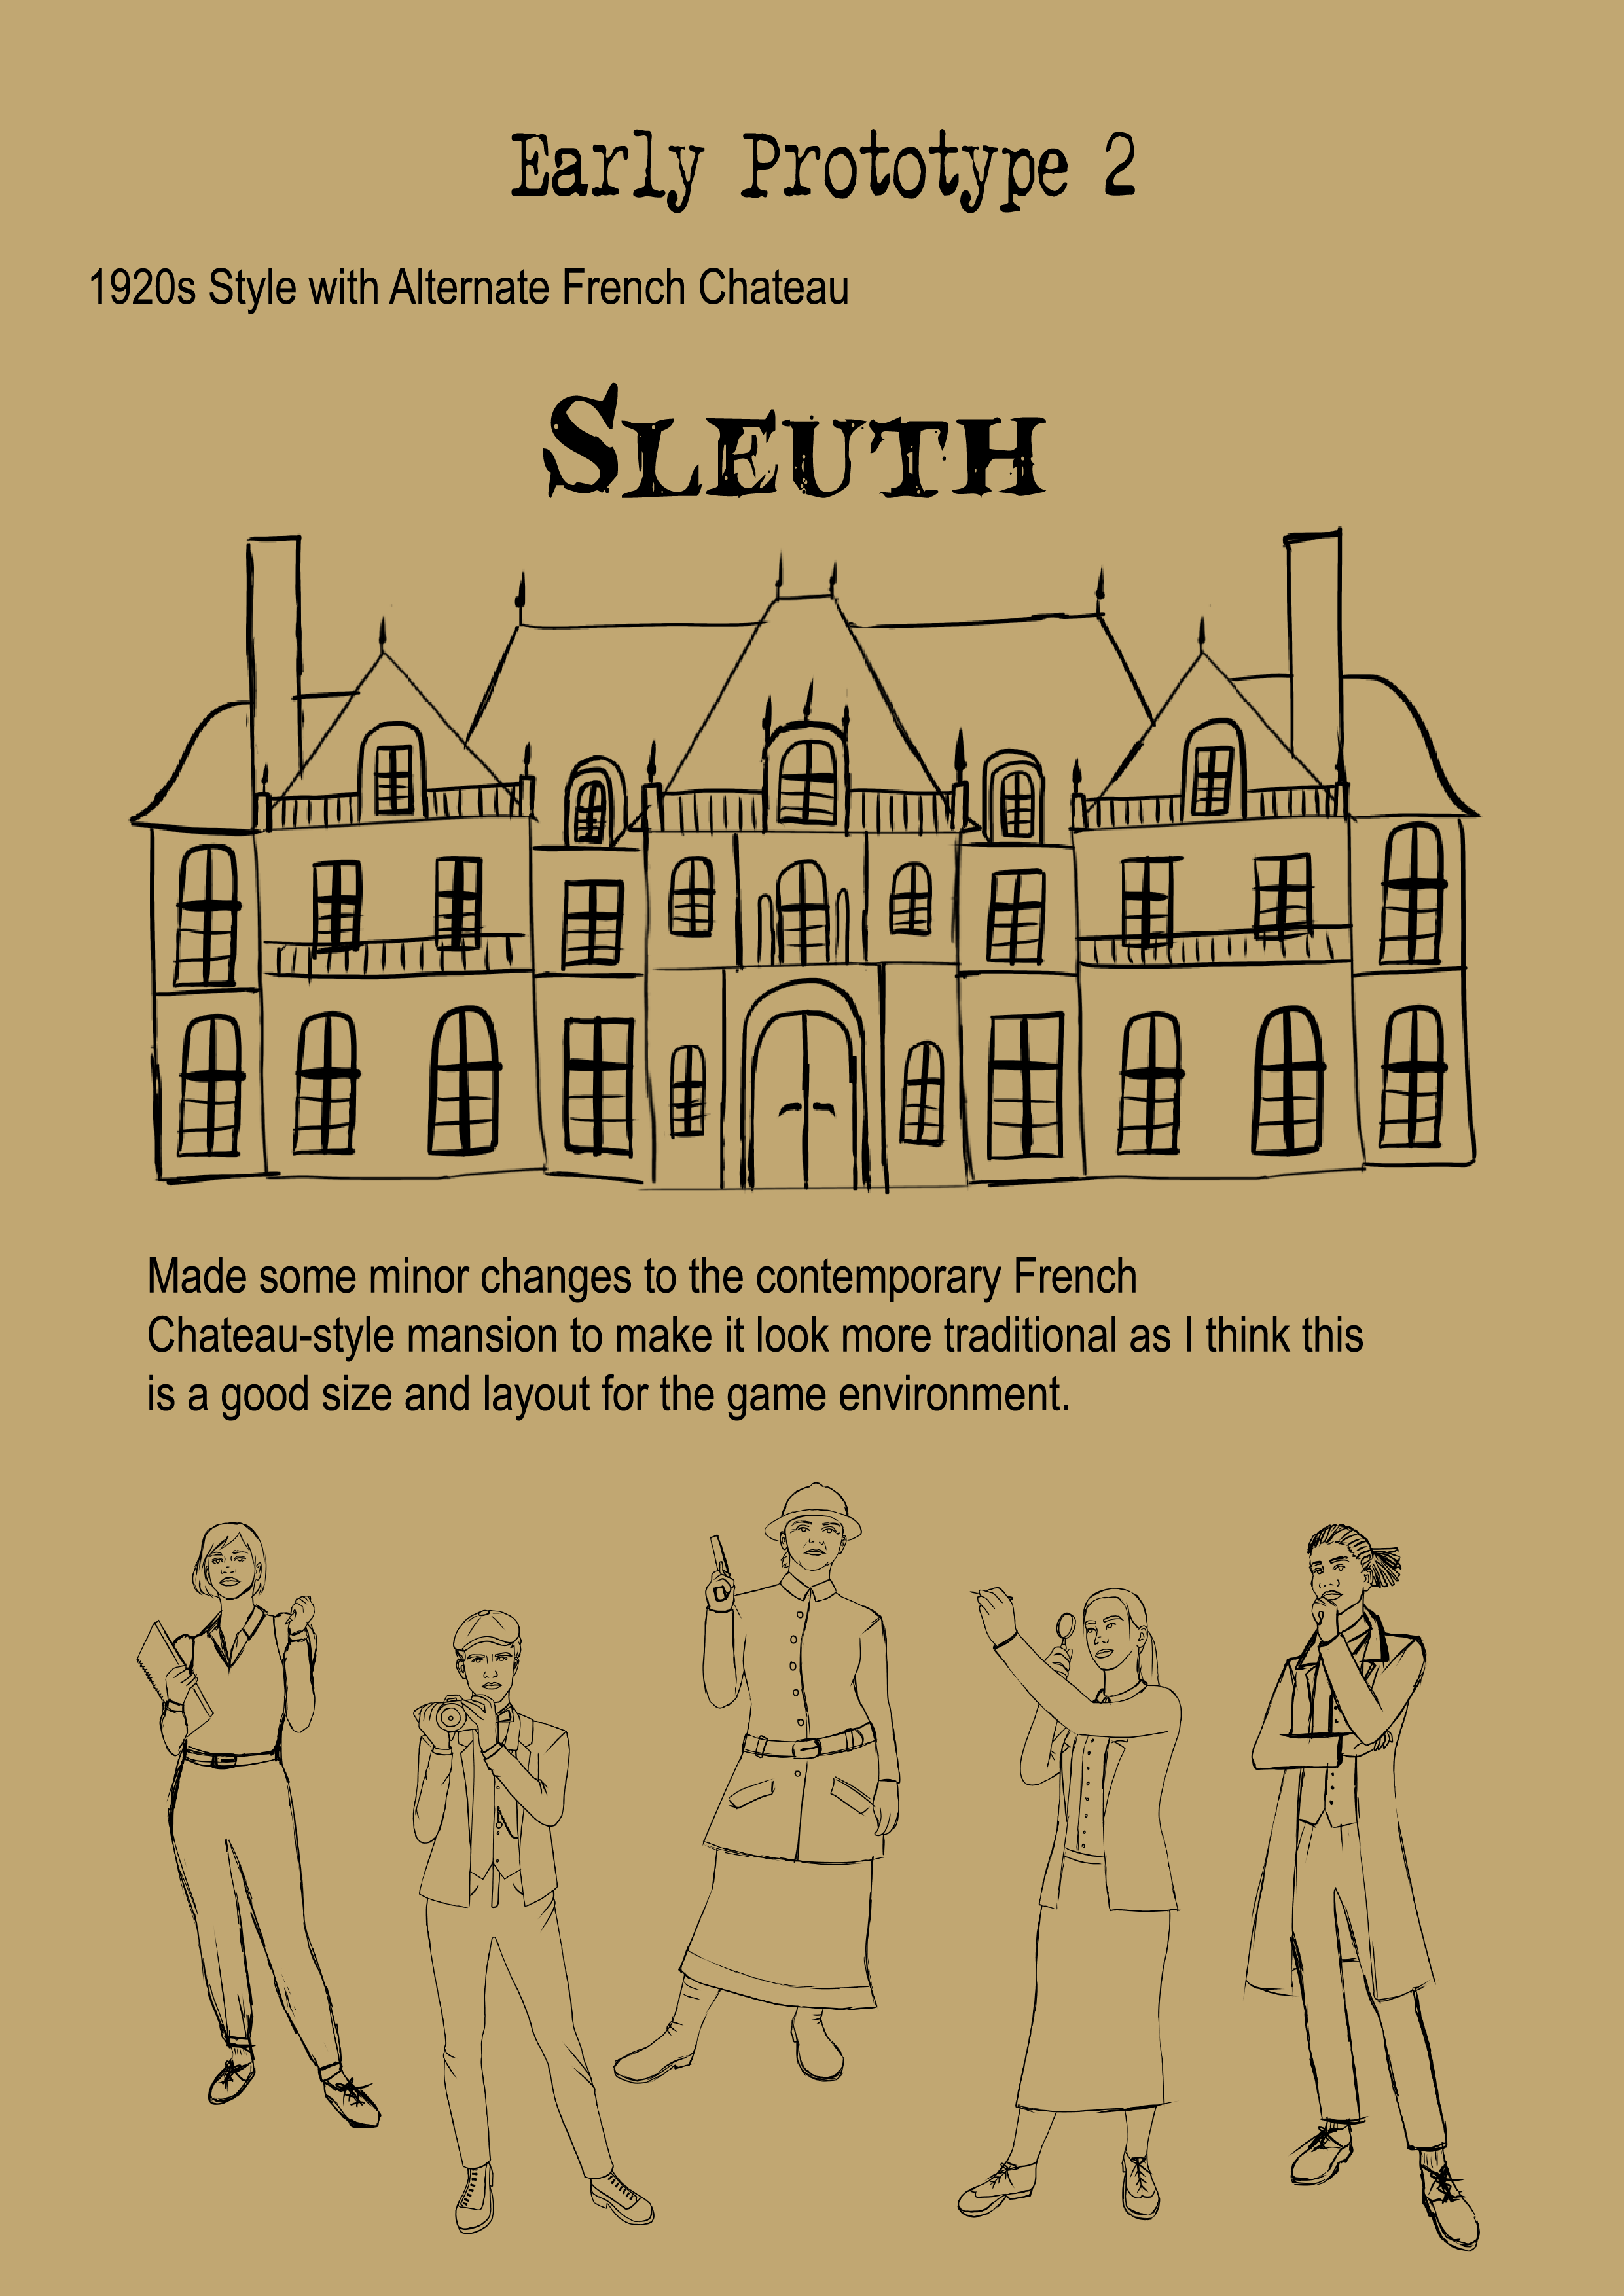 Early Prototype 2
1920s Style with Alternate French Chateau
SLEUTH
Made some minor changes to the contemporary French
Chateau-style mansion to make it look more traditional as I think this
is a good size and layout for the game environment.